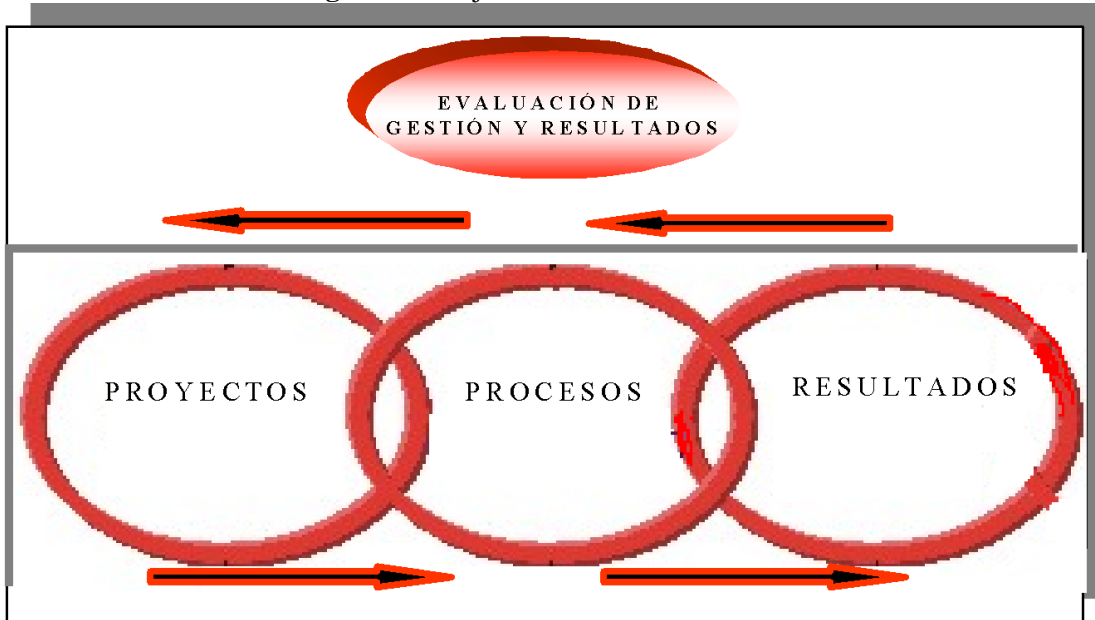 EVALUACIÓN DE
GESTIÓN Y RESULTADOS
PROYECTOS
PROCESOS
RESULTADOS